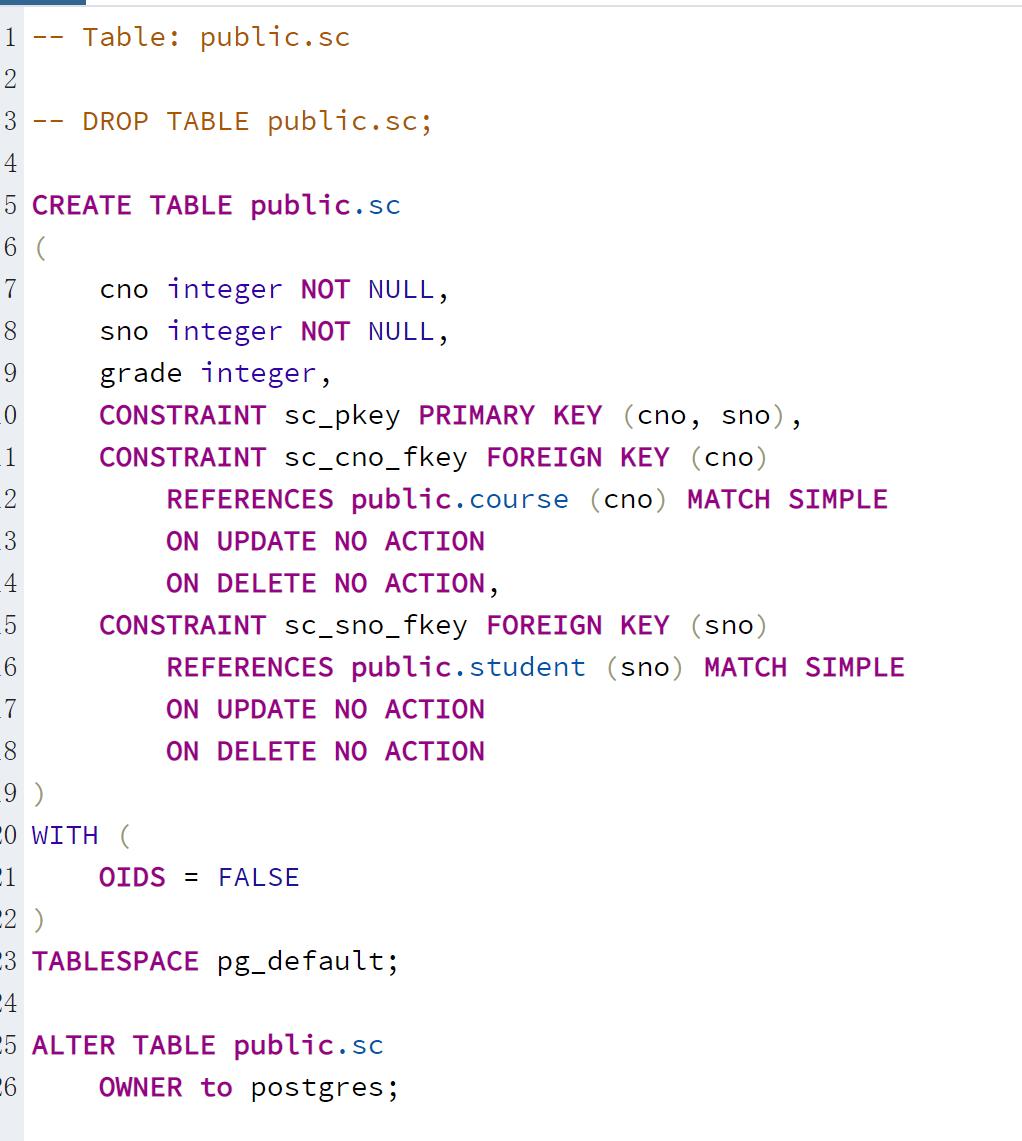 1 -- Table: public.sc
2
3 -- DROP TABLE public.sc;
4
5 CREATE TABLE public.sc
6 (
7     cno integer NOT NULL,
8     sno integer NOT NULL,
9     grade integer,
10     CONSTRAINT sc_pkey PRIMARY KEY (cno, sno),
11     CONSTRAINT sc_cno_fkey FOREIGN KEY (cno)
12         REFERENCES public.course (cno) MATCH SIMPLE
13         ON UPDATE NO ACTION
14         ON DELETE NO ACTION,
15     CONSTRAINT sc_sno_fkey FOREIGN KEY (sno)
16         REFERENCES public.student (sno) MATCH SIMPLE
17         ON UPDATE NO ACTION
18         ON DELETE NO ACTION
19 )
20 WITH (
21     OIDS = FALSE
22 )
23 TABLESPACE pg_default;
24
25 ALTER TABLE public.sc
26     OWNER to postgres;